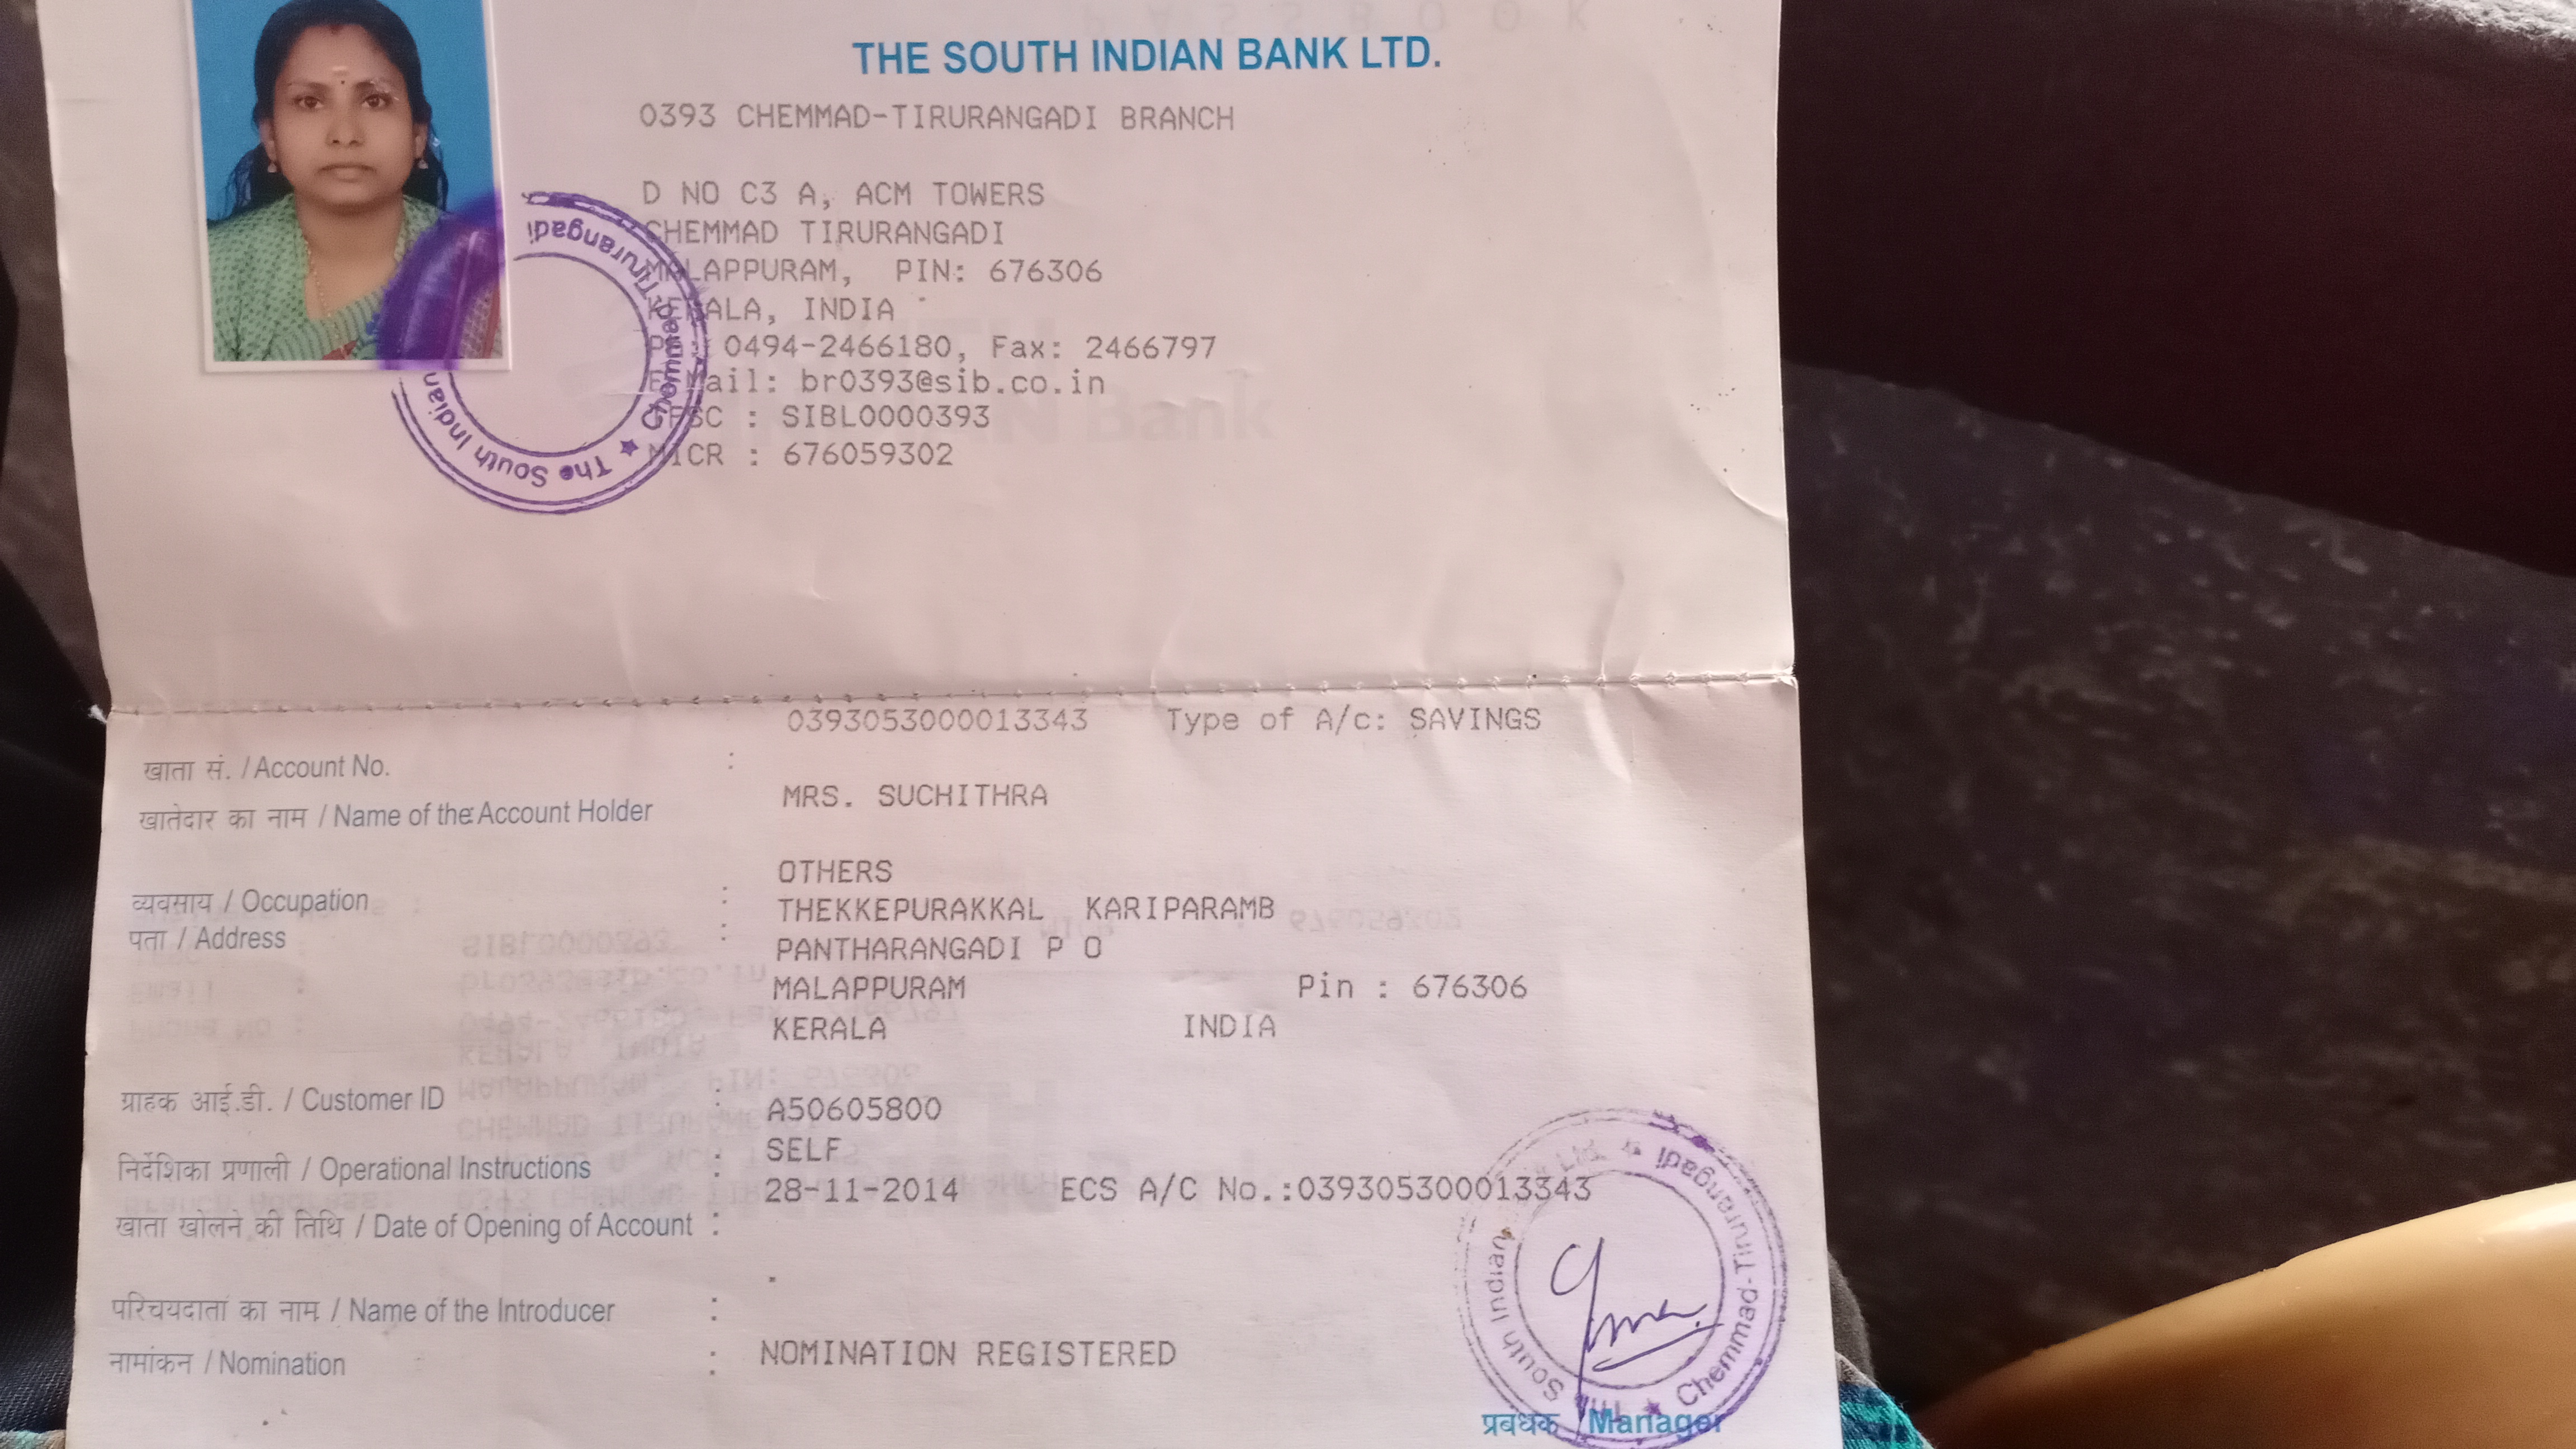 THE SOUTH INDIAN BANK LTD.
0393 CHEMMAD-TIRURANGADI BRANCH
D NO C3 A, ACM TOWERS
CHEMMAD TIRURANGADI
MALAPPURAM, PIN: 676306
KERALA, INDIA
Ph: 0494-2466180, Fax: 2466797
E-Mail: br0393@sib.co.in
IFSC : SIBL0000393
MICR : 676059302
The South Indian Chemmad-Tirurangadi
0393053000013343 Type of A/c: SAVINGS
खाता सं. / Account No. :
MRS. SUCHITHRA
खातेदार का नाम / Name of the Account Holder
OTHERS
व्यवसाय / Occupation :
THEKKEPURAKKAL KARIPARAMB
पता / Address :
PANTHARANGADI P O
MALAPPURAM Pin : 676306
KERALA INDIA
ग्राहक आई.डी. / Customer ID : A50605800
SELF
निर्देशिका प्रणाली / Operational Instructions :
28-11-2014 ECS A/C No.:039305300013343
खाता खोलने की तिथि / Date of Opening of Account :
परिचयदाता का नाम / Name of the Introducer :
नामांकन / Nomination : NOMINATION REGISTERED
The South Indian Ltd. Chemmad-Tirurangadi
प्रबंधक Manager